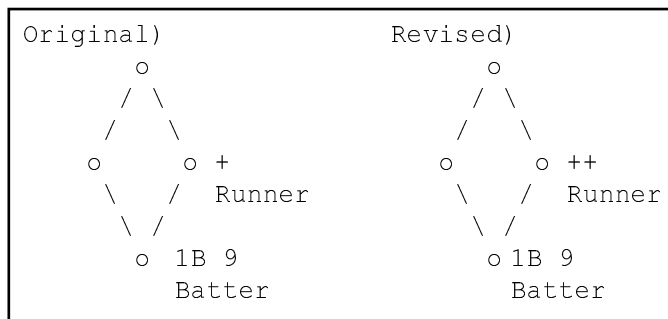 Original) Revised)
o o
/ \ / \
/ \ / \
o o + o o ++
\ / Runner \ / Runner
\ / \ /
o 1B 9 o 1B 9
Batter Batter